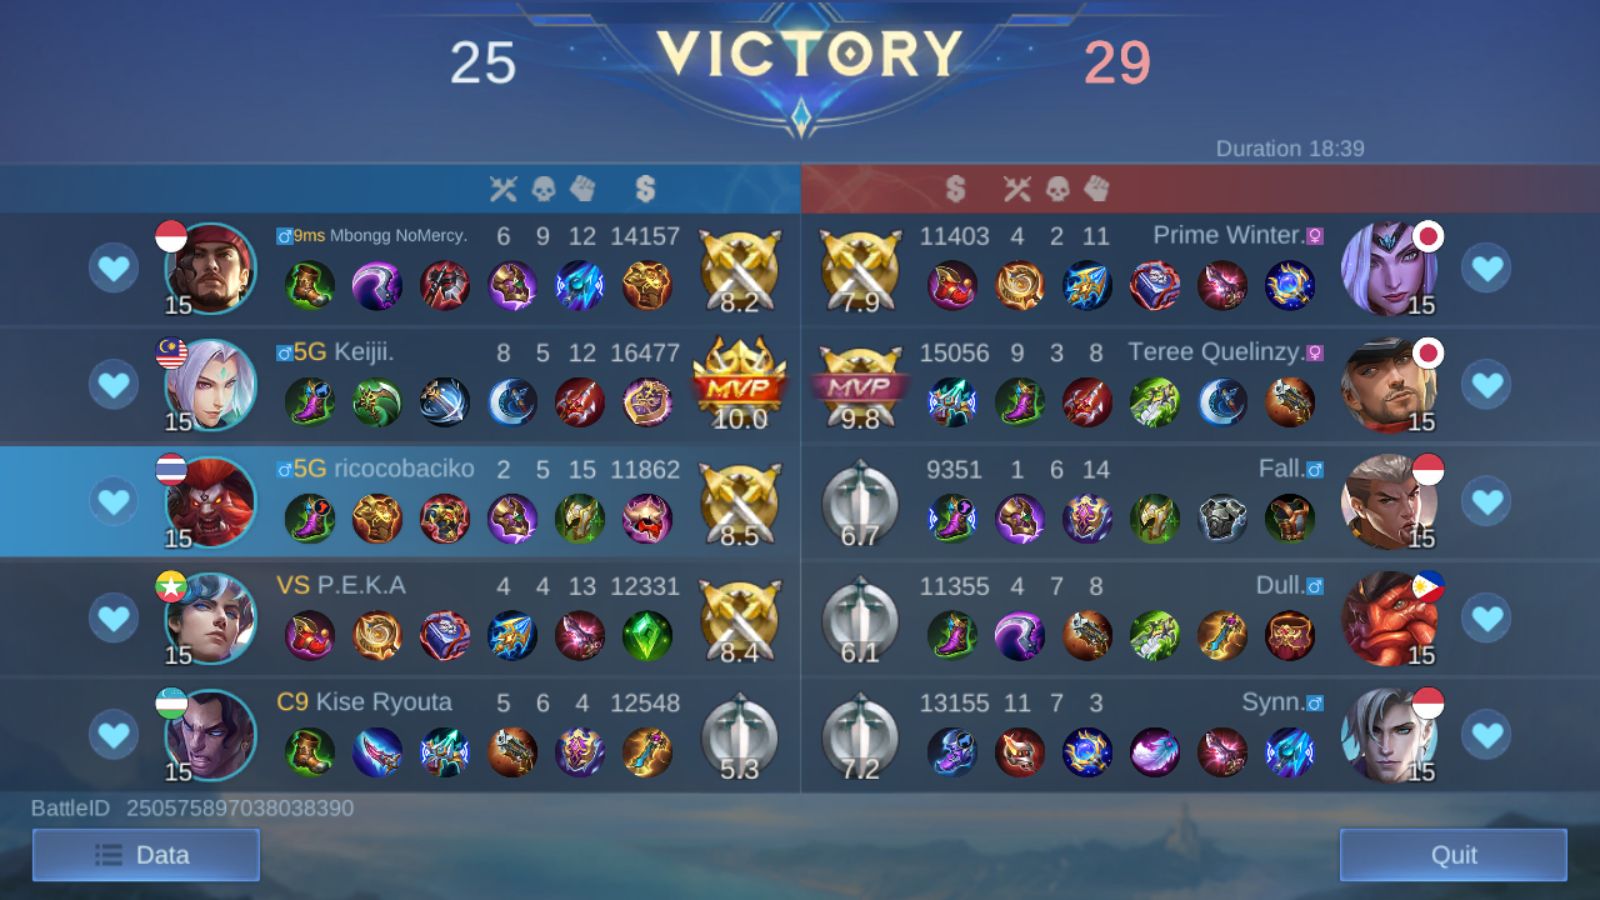 25 VICTORY 29
Duration 18:39
♂9ms Mbongg NoMercy. 6 9 12 14157 8.2 15
7.9 11403 4 2 11 Prime Winter.♀ 15
♂5G Keijii. 8 5 12 16477 MVP 10.0 15
MVP 9.8 15056 9 3 8 Teree Quelinzy.♀ 15
♂5G ricocobaciko 2 5 15 11862 8.5 15
6.7 9351 1 6 14 Fall.♂ 15
VS P.E.K.A 4 4 13 12331 8.4 15
6.1 11355 4 7 8 Dull.♂ 15
C9 Kise Ryouta 5 6 4 12548 5.3 15
7.2 13155 11 7 3 Synn.♂ 15
BattleID 250575897038038390
Data
Quit